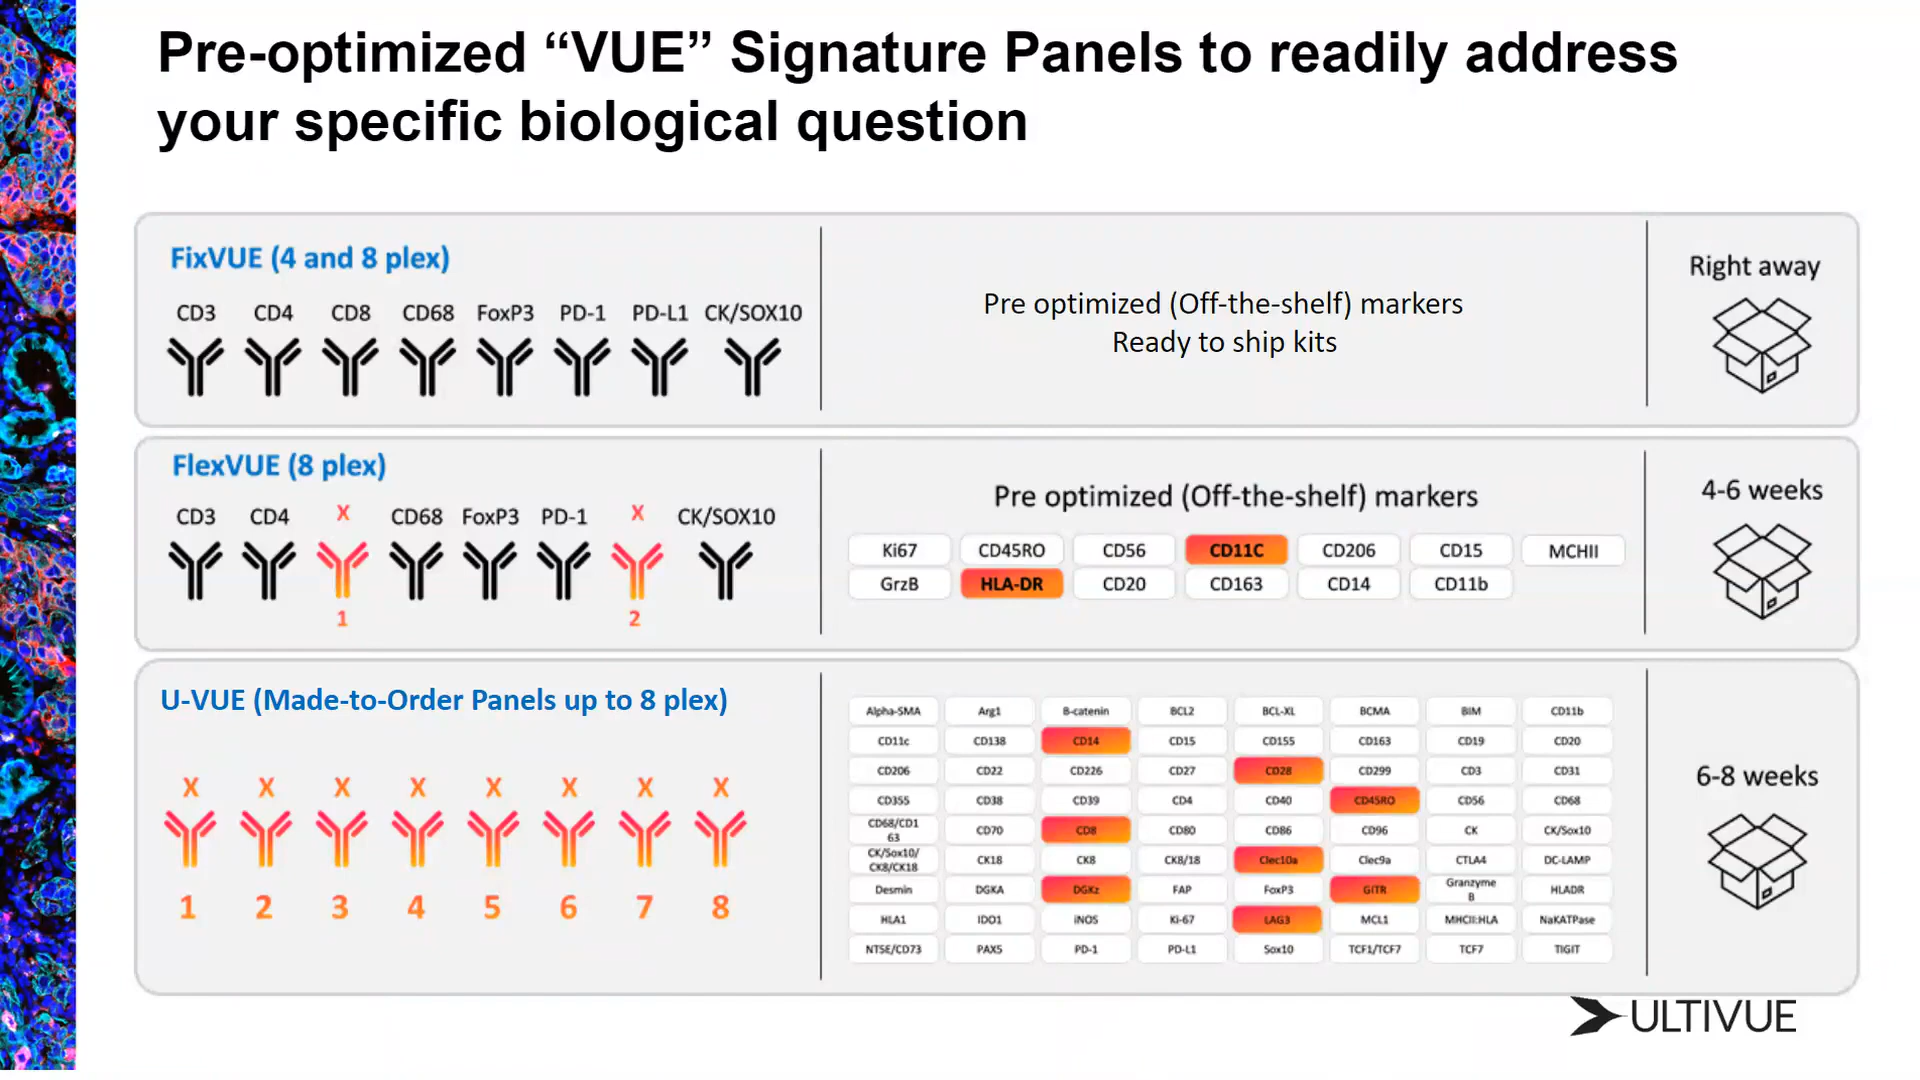 Pre-optimized “VUE” Signature Panels to readily address
your specific biological question
FixVUE (4 and 8 plex)
CD3 CD4 CD8 CD68 FoxP3 PD-1 PD-L1 CK/SOX10
Pre optimized (Off-the-shelf) markers
Ready to ship kits
Right away
FlexVUE (8 plex)
CD3 CD4 X CD68 FoxP3 PD-1 X CK/SOX10
1 2
Pre optimized (Off-the-shelf) markers
Ki67 CD45RO CD56 CD11C CD206 CD15 MCHII
GrzB HLA-DR CD20 CD163 CD14 CD11b
4-6 weeks
U-VUE (Made-to-Order Panels up to 8 plex)
X X X X X X X X
1 2 3 4 5 6 7 8
Alpha-SMA Arg1 B-catenin BCL2 BCL-XL BCMA BIM CD11b
CD11c CD138 CD14 CD15 CD155 CD163 CD19 CD20
CD206 CD22 CD226 CD27 CD28 CD299 CD3 CD31
CD355 CD38 CD39 CD4 CD40 CD45RO CD56 CD68
CD68/CD1
63 CD70 CD8 CD80 CD86 CD96 CK CK/Sox10
CK/Sox10/
CK8/CK18 CK18 CK8 CK8/18 Clec10a Clec9a CTLA4 DC-LAMP
Desmin DGKA DGKz FAP FoxP3 GITR Granzyme
B HLADR
HLA1 IDO1 iNOS Ki-67 LAG3 MCL1 MHCII:HLA NaKATPase
NTSE/CD73 PAX5 PD-1 PD-L1 Sox10 TCF1/TCF7 TCF7 TIGIT
6-8 weeks
ULTIVUE